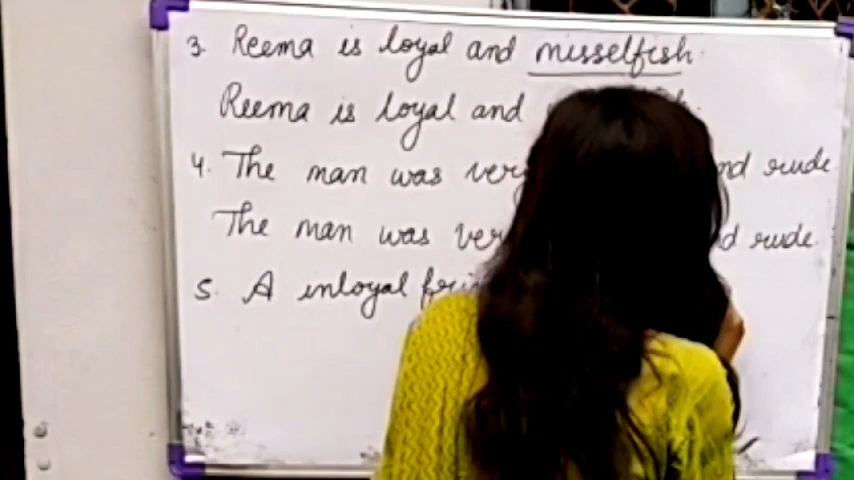 3. Reema is loyal and misselfish.
Reema is loyal and
4. The man was very nd rude
The man was ver d rude.
5. A inloyal frin